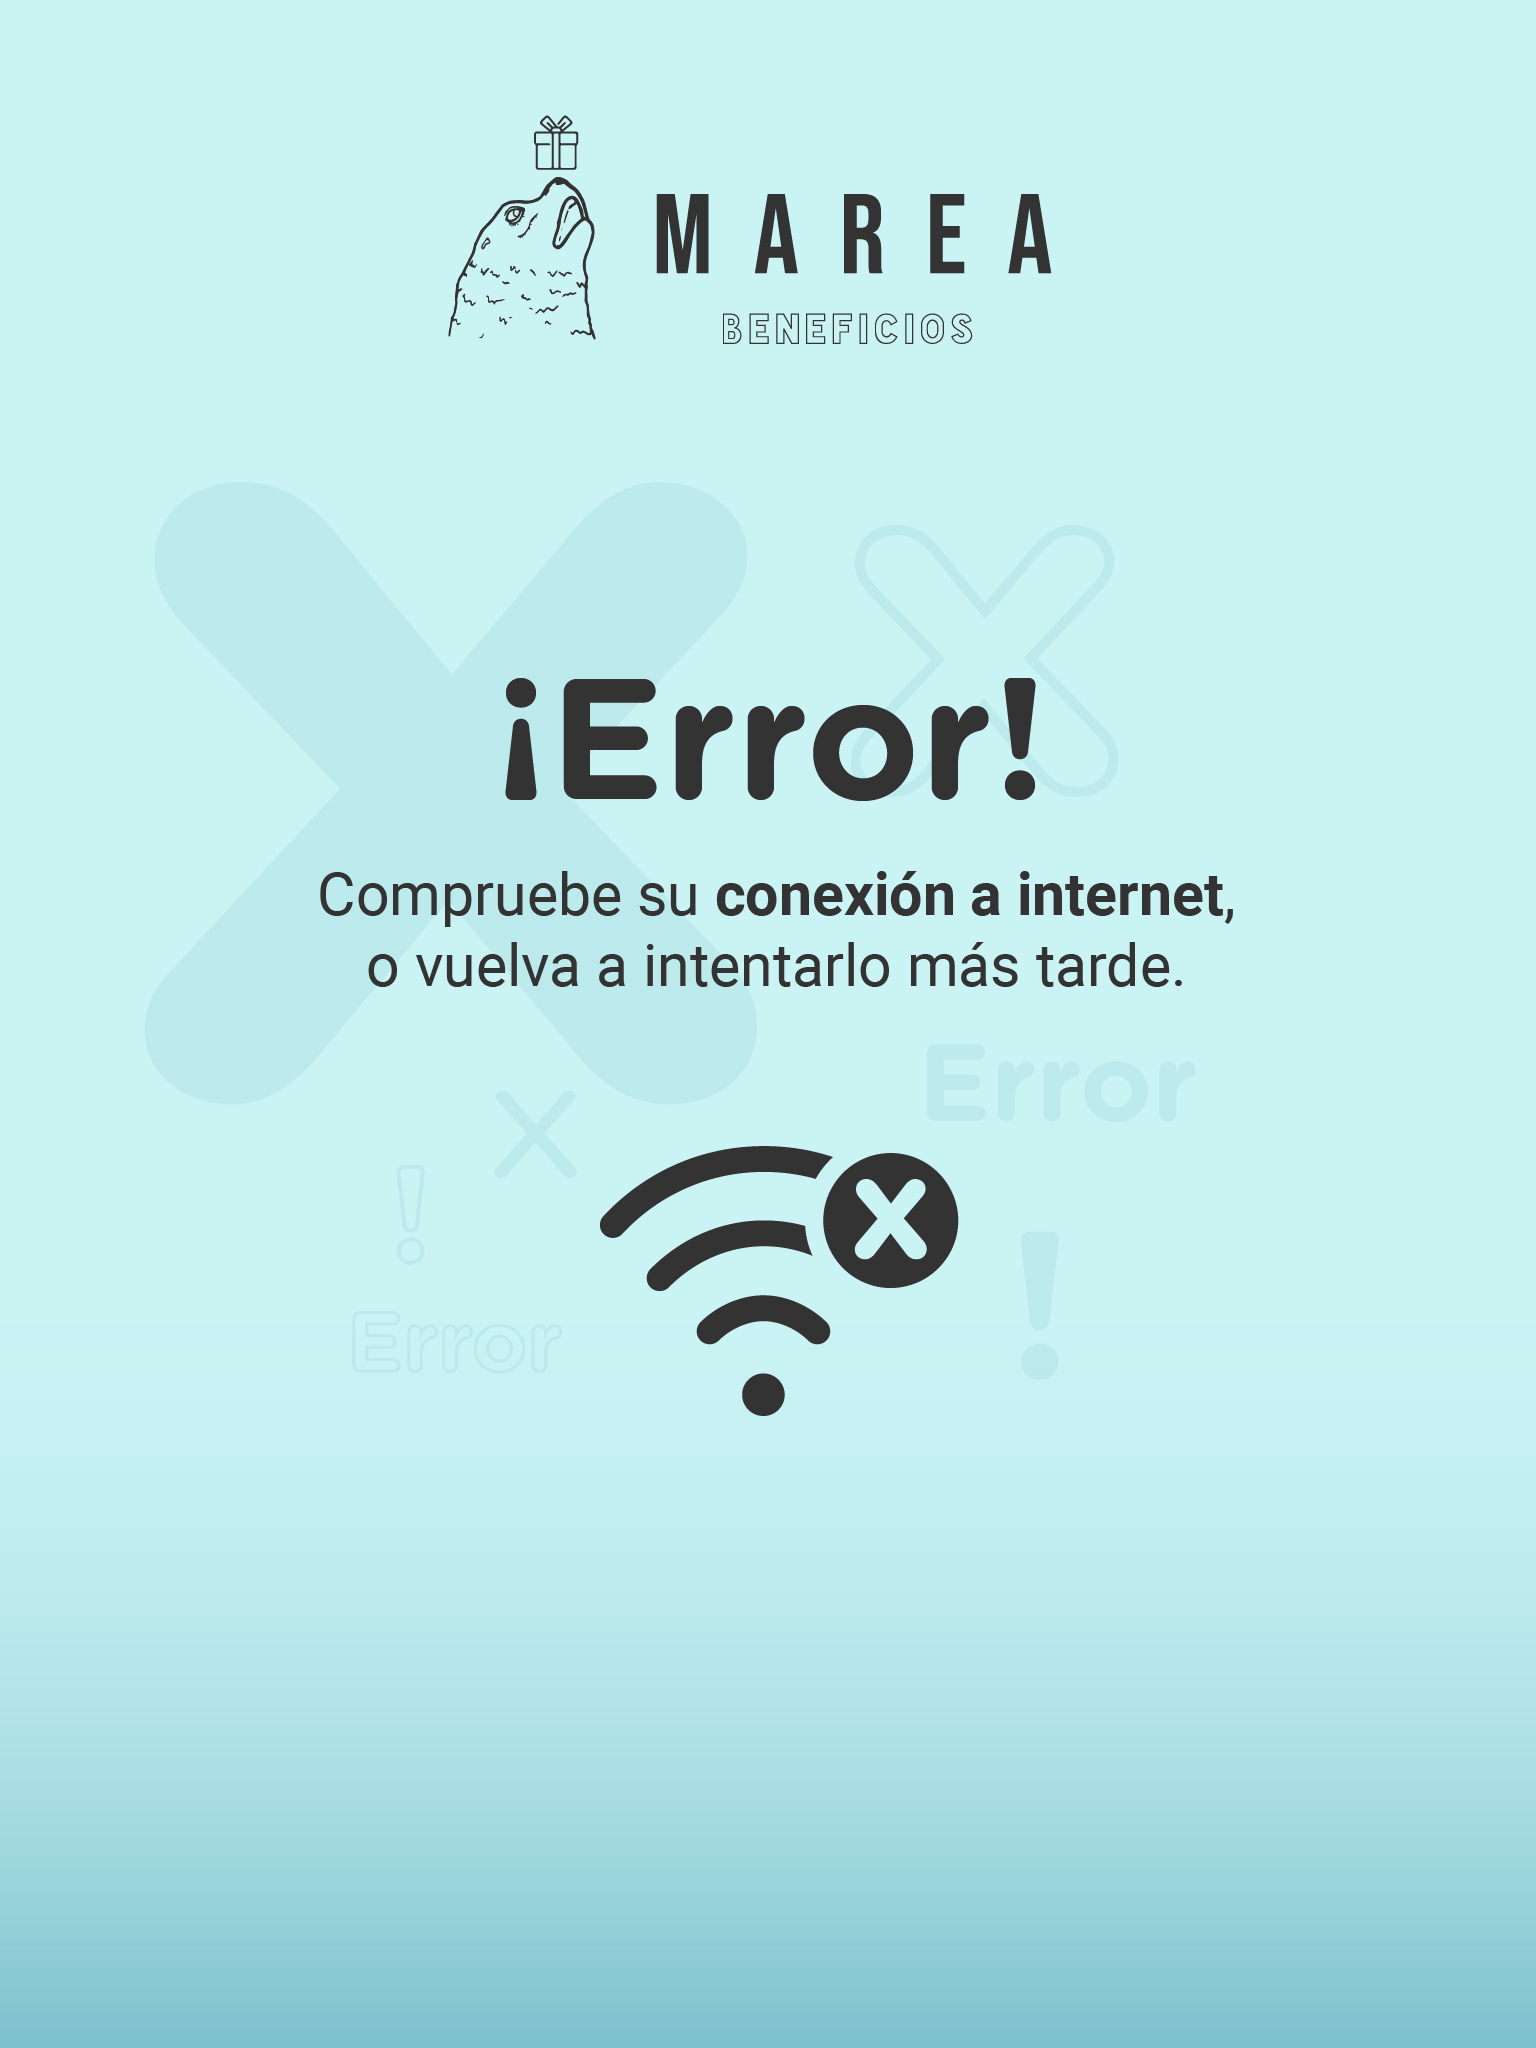 MAREA
BENEFICIOS
¡Error!
Compruebe su conexión a internet,
o vuelva a intentarlo más tarde.
Error
!
!
Error